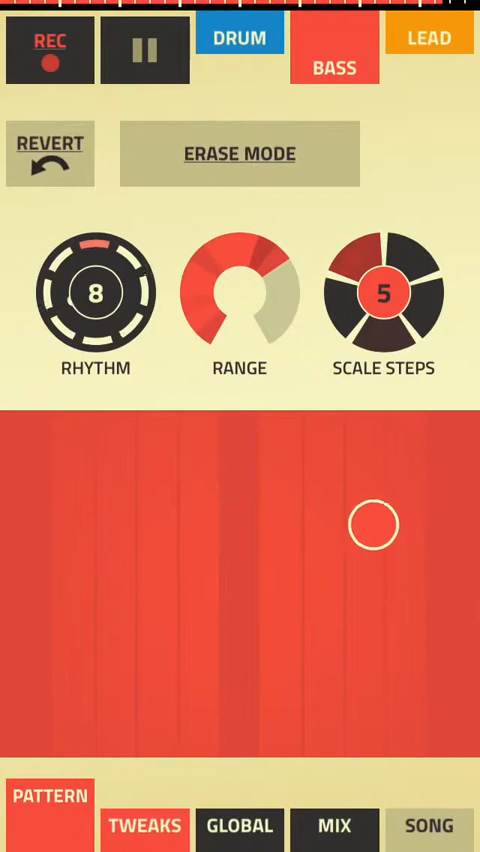 REC
DRUM
BASS
LEAD
REVERT
ERASE MODE
8
5
RHYTHM
RANGE
SCALE STEPS
PATTERN
TWEAKS
GLOBAL
MIX
SONG